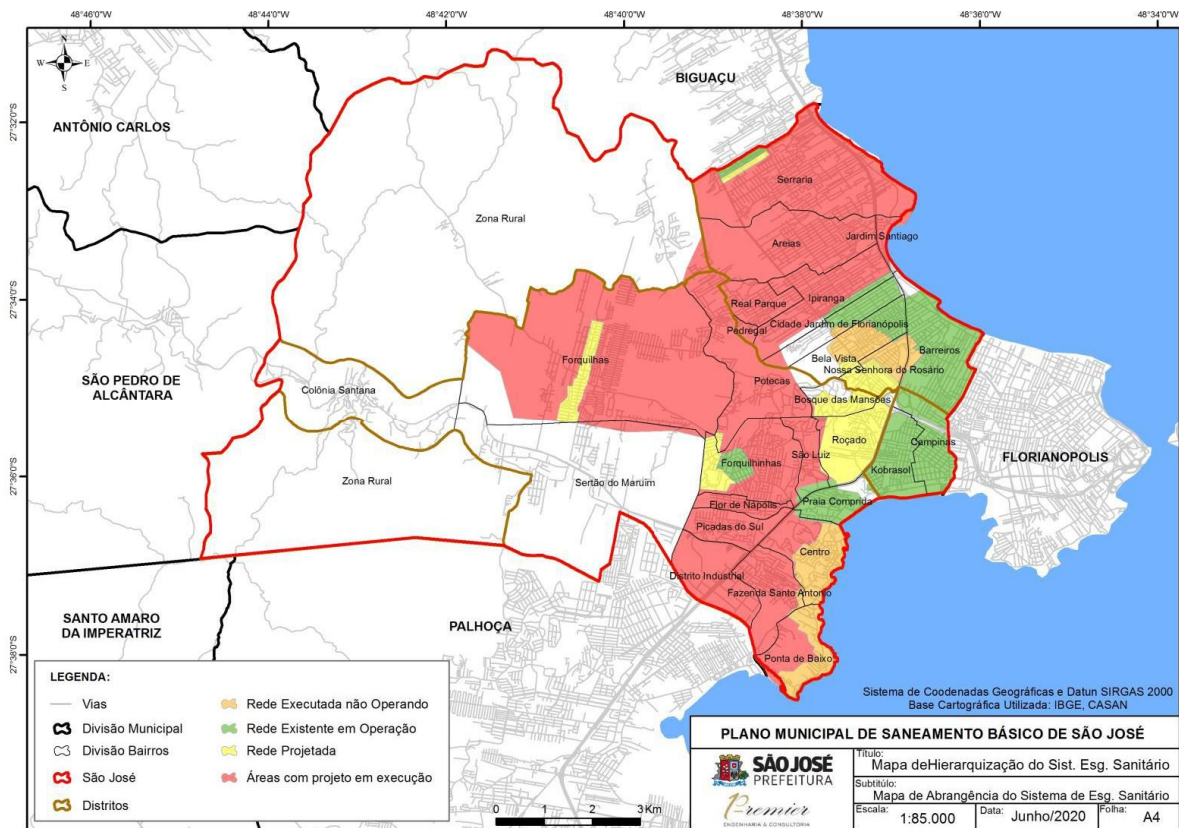 48°46'0"W
48°44'0"W
48°42'0"W
48°40'0"W
48°38'0"W
48°36'0"W
48°34'0"W
N
W E
S
27°32'0"S
27°34'0"S
27°36'0"S
27°38'0"S
BIGUAÇU
ANTÔNIO CARLOS
Serraria
Zona Rural
Jardim Santiago
Areias
Real Parque
Ipiranga
Pedregal
Cidade Jardim de Florianópolis
Barreiros
Forquilhas
Bela Vista
Nossa Senhora do Rosário
SÃO PEDRO DE
ALCÂNTARA
Colônia Santana
Potecas
Bosque das Mansões
Roçado
Campinas
São Luiz
FLORIANOPOLIS
Forquilhinhas
Kobrasol
Zona Rural
Sertão do Maruim
Praia Comprida
Flor de Nápolis
Picadas do Sul
Centro
Distrito Industrial
Fazenda Santo Antonio
SANTO AMARO
DA IMPERATRIZ
PALHOÇA
Ponta de Baixo
LEGENDA:
Vias
Divisão Municipal
Divisão Bairros
São José
Distritos
Rede Executada não Operando
Rede Existente em Operação
Rede Projetada
Áreas com projeto em execução
0 1 2 3 Km
Sistema de Coodenadas Geográficas e Datun SIRGAS 2000
Base Cartográfica Utilizada: IBGE, CASAN
PLANO MUNICIPAL DE SANEAMENTO BÁSICO DE SÃO JOSÉ
SÃO JOSÉ
PREFEITURA
Premier
ENGENHARIA & CONSULTORIA
Título:
Mapa deHierarquização do Sist. Esg. Sanitário
Subtitúlo:
Mapa de Abrangência do Sistema de Esg. Sanitário
Escala: 1:85.000
Data: Junho/2020
Folha: A4